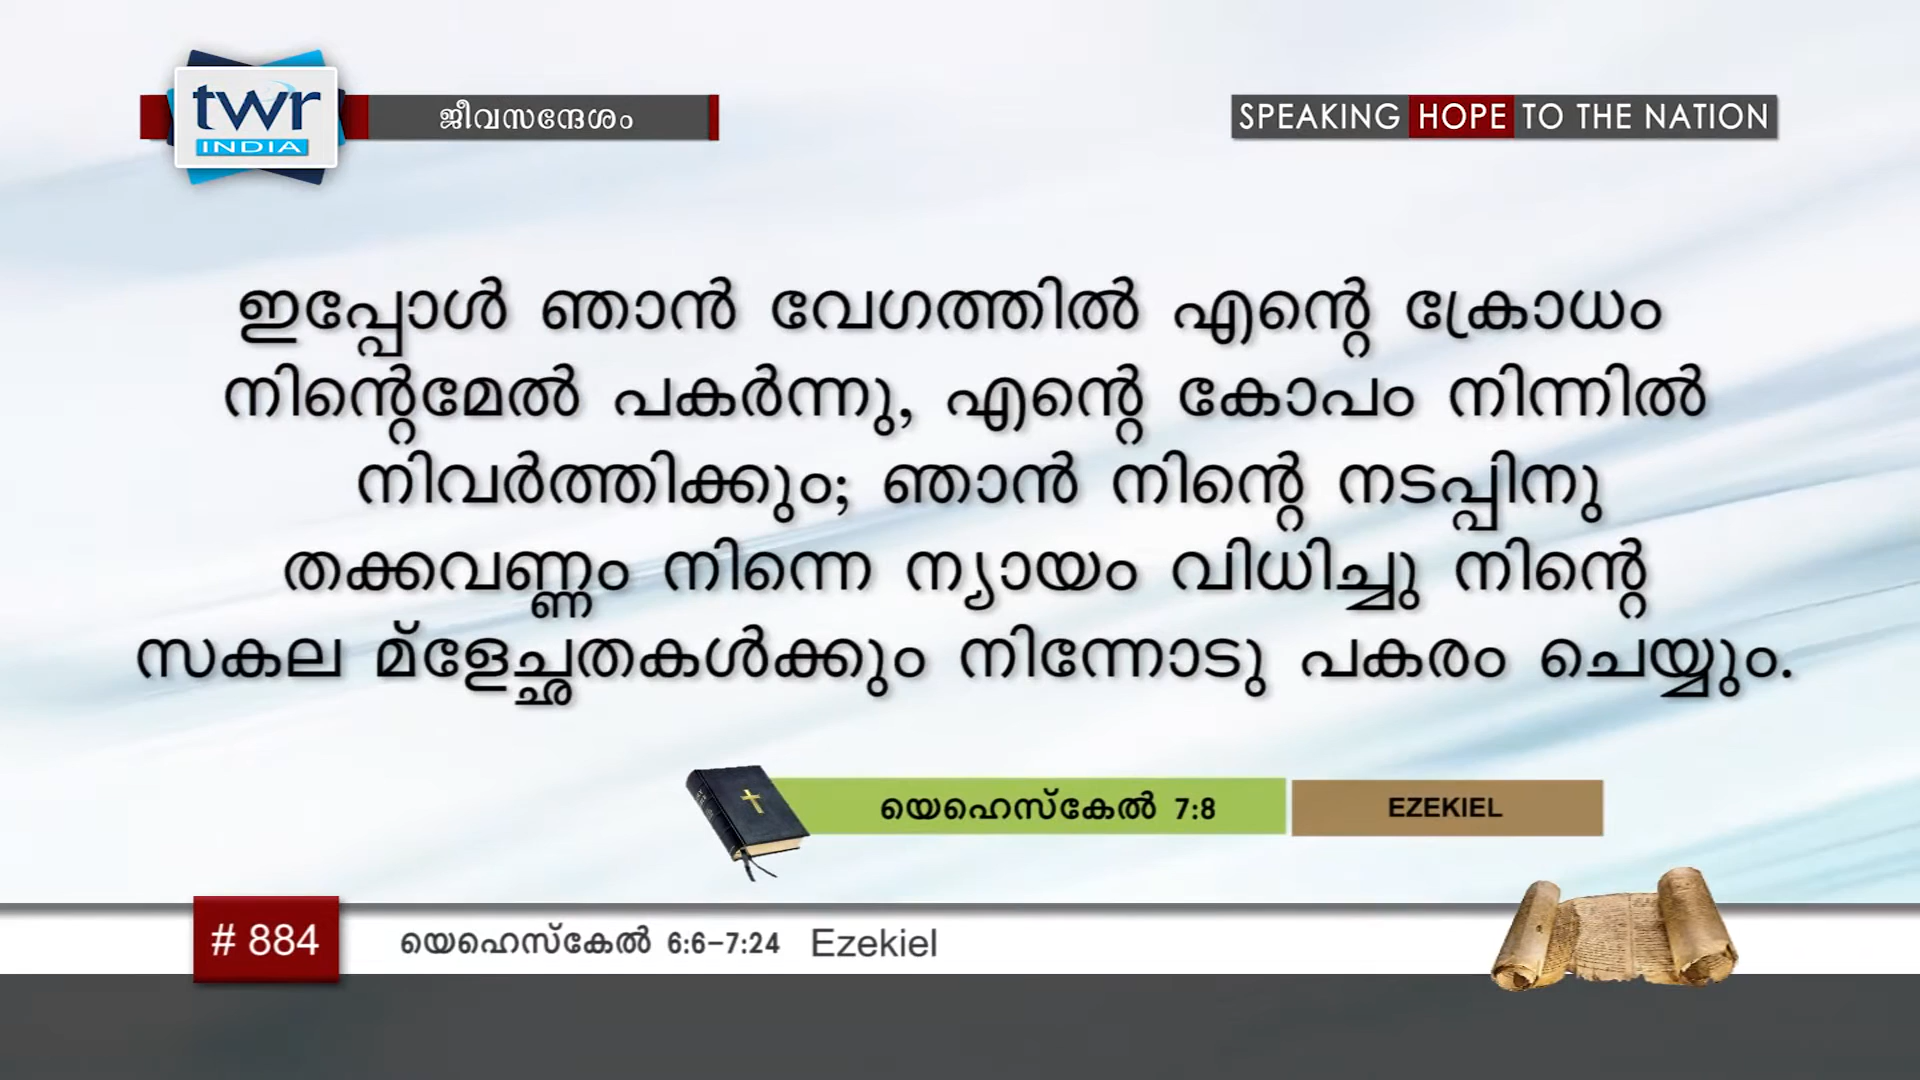 twr
INDIA
ജീവസന്ദേശം
SPEAKING HOPE TO THE NATION
ഇപ്പോൾ ഞാൻ വേഗത്തിൽ എന്റെ ക്രോധം
നിന്റെമേൽ പകർന്നു, എന്റെ കോപം നിന്നിൽ
നിവർത്തിക്കും; ഞാൻ നിന്റെ നടപ്പിനു
തക്കവണ്ണം നിന്നെ ന്യായം വിധിച്ചു നിന്റെ
സകല മ്ളേച്ഛതകൾക്കും നിന്നോടു പകരം ചെയ്യും.
യെഹെസ്കേൽ 7:8
EZEKIEL
# 884
യെഹെസ്കേൽ 6:6-7:24 Ezekiel